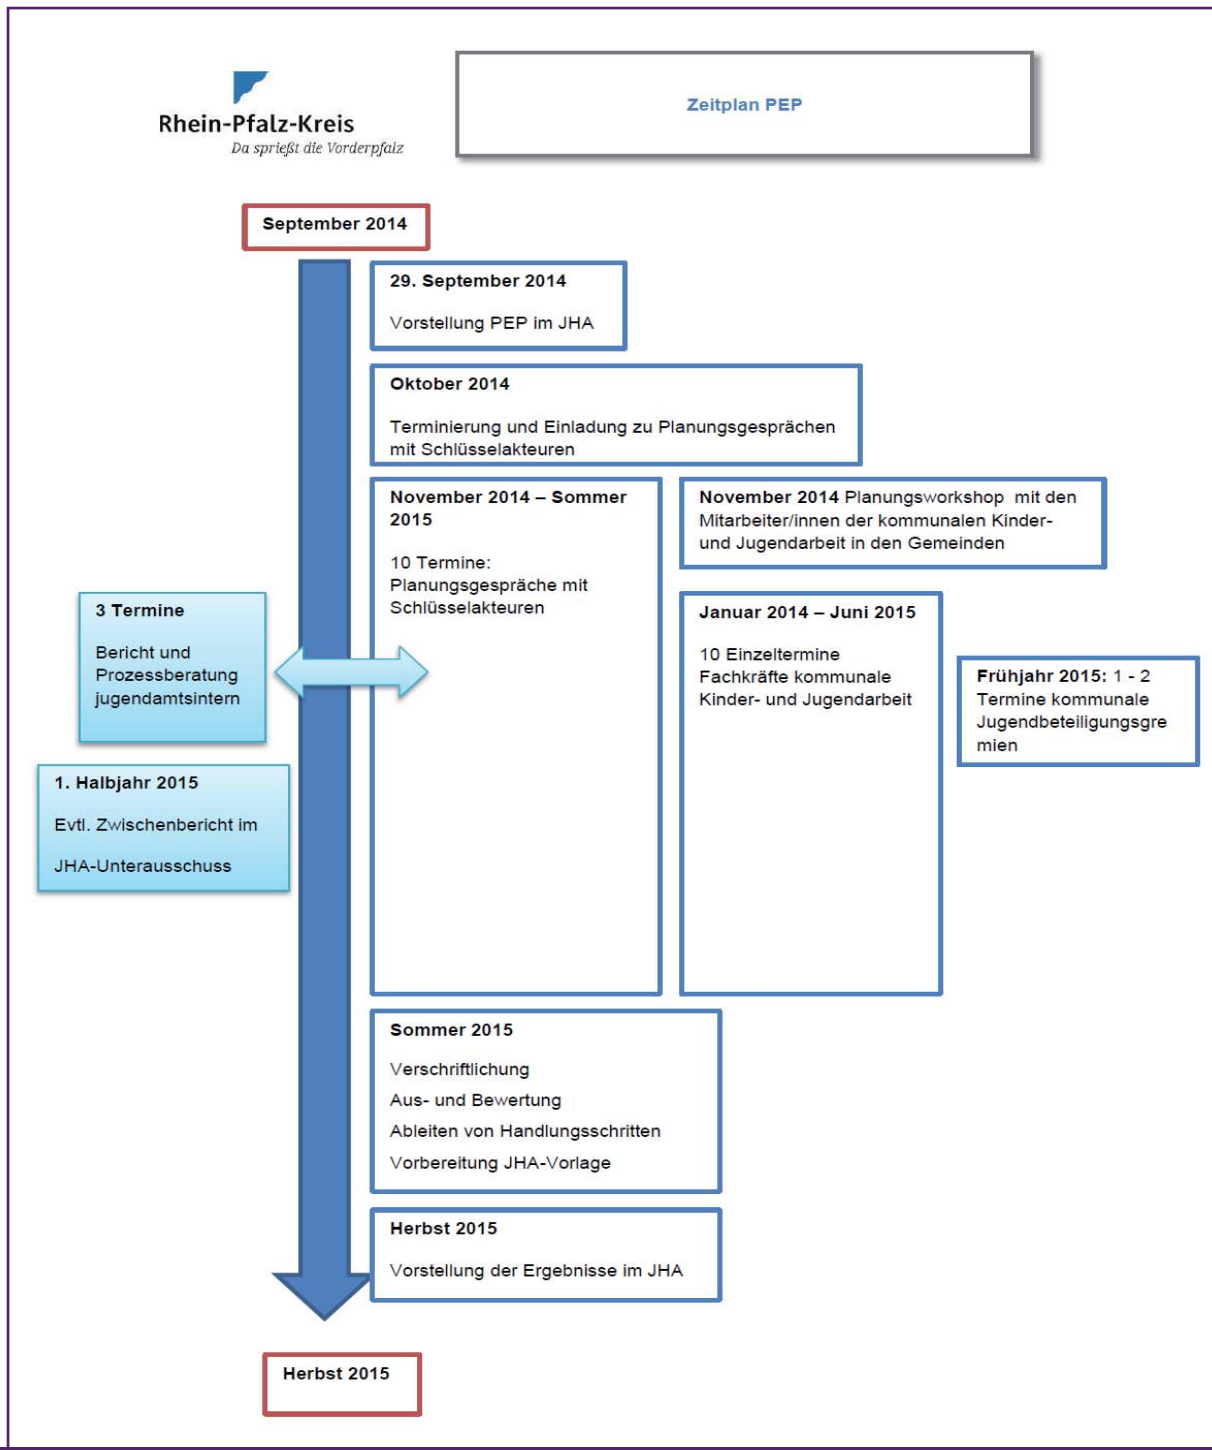 Rhein-Pfalz-Kreis
Da sprießt die Vorderpfalz
Zeitplan PEP
September 2014
29. September 2014
Vorstellung PEP im JHA
Oktober 2014
Terminierung und Einladung zu Planungsgesprächen
mit Schlüsselakteuren
November 2014 – Sommer
2015
10 Termine:
Planungsgespräche mit
Schlüsselakteuren
November 2014 Planungsworkshop mit den
Mitarbeiter/innen der kommunalen Kinder-
und Jugendarbeit in den Gemeinden
3 Termine
Bericht und
Prozessberatung
jugendamtsintern
Januar 2014 – Juni 2015
10 Einzeltermine
Fachkräfte kommunale
Kinder- und Jugendarbeit
Frühjahr 2015: 1 - 2
Termine kommunale
Jugendbeteiligungsgre
mien
1. Halbjahr 2015
Evtl. Zwischenbericht im
JHA-Unterausschuss
Sommer 2015
Verschriftlichung
Aus- und Bewertung
Ableiten von Handlungsschritten
Vorbereitung JHA-Vorlage
Herbst 2015
Vorstellung der Ergebnisse im JHA
Herbst 2015